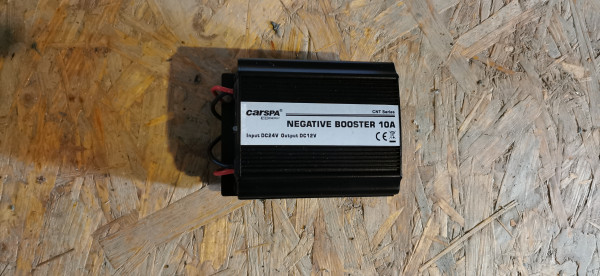 CNT Series
CARSPA®
NEGATIVE BOOSTER 10A
Input DC24V Output DC12V
CE